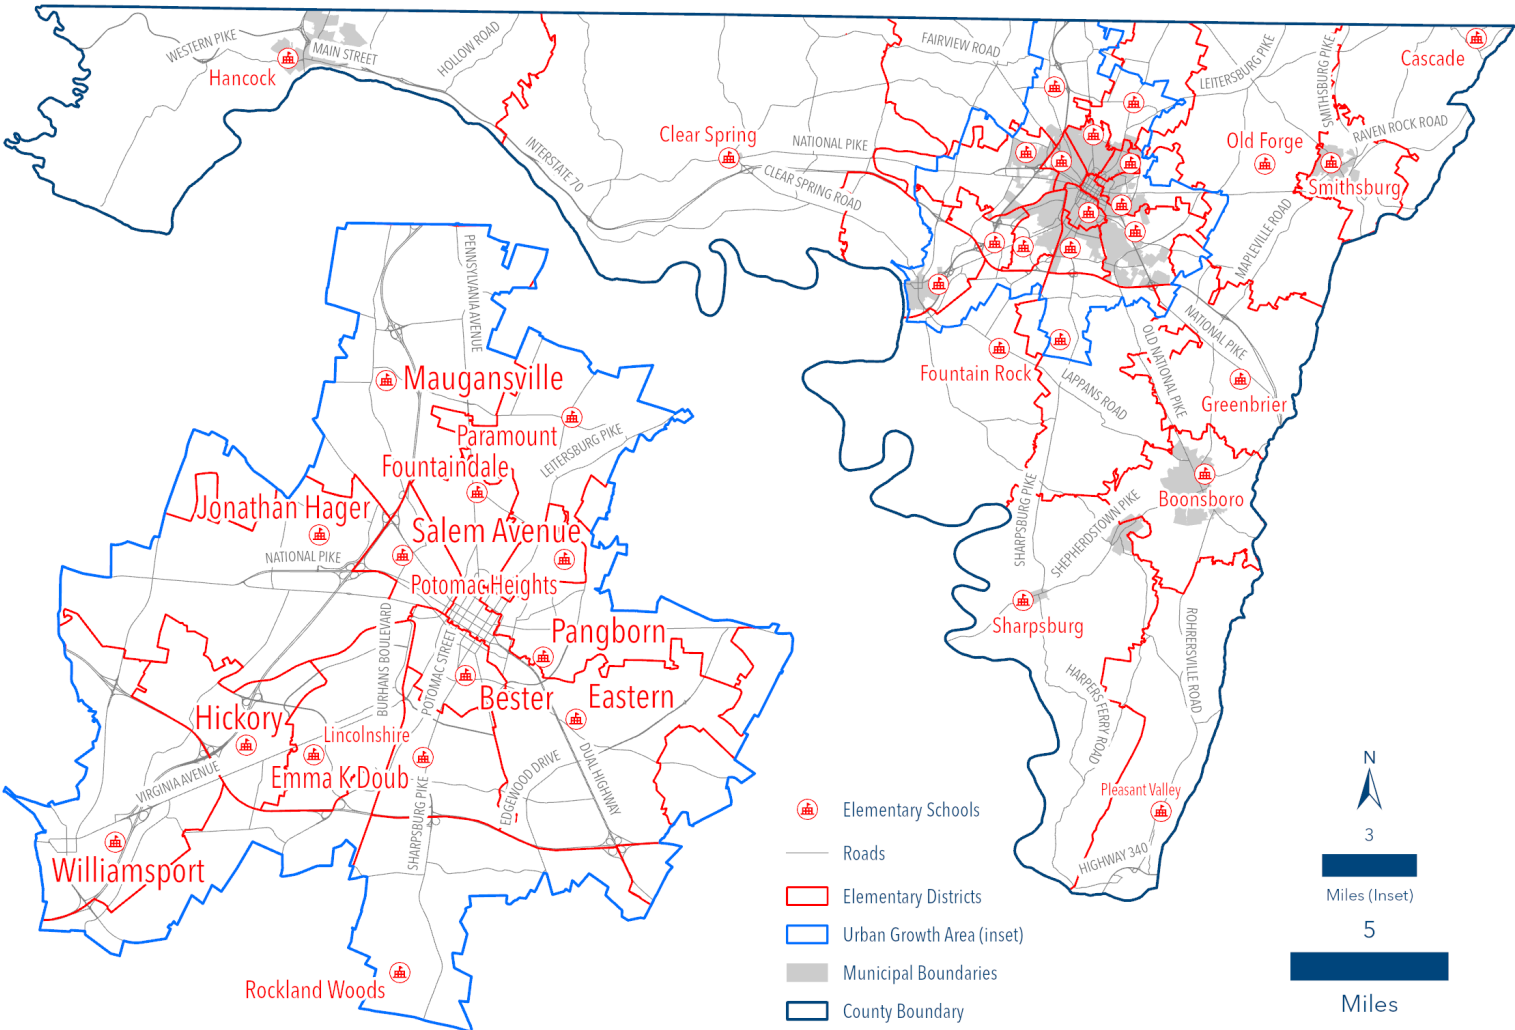 WESTERN PIKE
MAIN STREET
HOLLOW ROAD
Hancock
FAIRVIEW ROAD
LEITERSBURG PIKE
SMITHSBURG PIKE
Cascade
RAVEN ROCK ROAD
Clear Spring
NATIONAL PIKE
INTERSTATE 70
CLEAR SPRING ROAD
Old Forge
Smithsburg
MAPLEVILLE ROAD
NATIONAL PIKE
OLD NATIONAL PIKE
Fountain Rock
LAPPANS ROAD
Greenbrier
Boonsboro
SHARPSBURG PIKE
SHEPHERDSTOWN PIKE
Sharpsburg
ROHRERSVILLE ROAD
HARPERS FERRY ROAD
Pleasant Valley
HIGHWAY 340
PENNSYLVANIA AVENUE
Maugansville
Paramount
LEITERSBURG PIKE
Fountaindale
Jonathan Hager
Salem Avenue
NATIONAL PIKE
Potomac Heights
BURHANS BOULEVARD
POTOMAC STREET
Pangborn
Bester
Eastern
Hickory
Lincolnshire
Emma K Doub
VIRGINIA AVENUE
EDGEWOOD DRIVE
DUAL HIGHWAY
SHARPSBURG PIKE
Williamsport
Rockland Woods
Elementary Schools
Roads
Elementary Districts
Urban Growth Area (inset)
Municipal Boundaries
County Boundary
N
3
Miles (Inset)
5
Miles